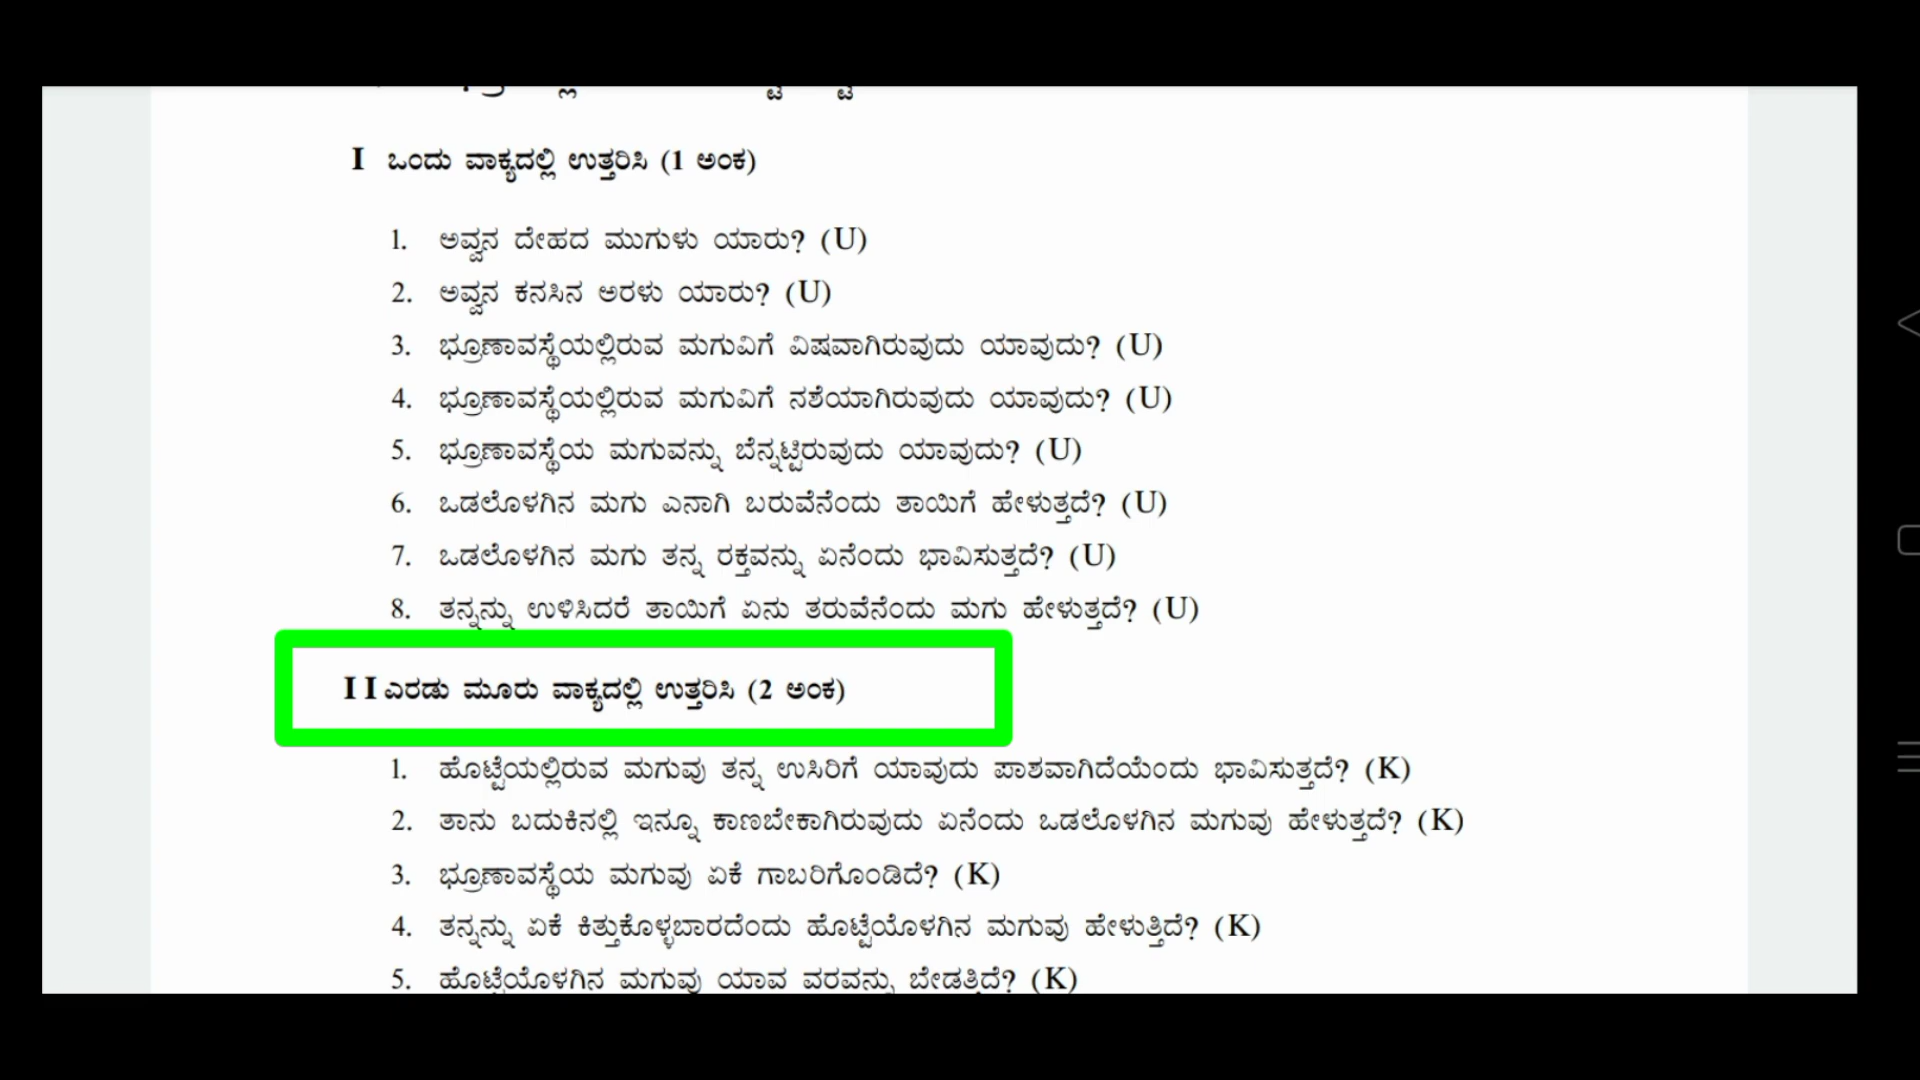 I ಒಂದು ವಾಕ್ಯದಲ್ಲಿ ಉತ್ತರಿಸಿ (1 ಅಂಕ)
1. ಅವ್ವನ ದೇಹದ ಮುಗುಳು ಯಾರು? (U)
2. ಅವ್ವನ ಕನಸಿನ ಅರಳು ಯಾರು? (U)
3. ಭ್ರೂಣಾವಸ್ಥೆಯಲ್ಲಿರುವ ಮಗುವಿಗೆ ವಿಷವಾಗಿರುವುದು ಯಾವುದು? (U)
4. ಭ್ರೂಣಾವಸ್ಥೆಯಲ್ಲಿರುವ ಮಗುವಿಗೆ ನಶೆಯಾಗಿರುವುದು ಯಾವುದು? (U)
5. ಭ್ರೂಣಾವಸ್ಥೆಯ ಮಗುವನ್ನು ಬೆನ್ನಟ್ಟಿರುವುದು ಯಾವುದು? (U)
6. ಒಡಲೊಳಗಿನ ಮಗು ಎನಾಗಿ ಬರುವೆನೆಂದು ತಾಯಿಗೆ ಹೇಳುತ್ತದೆ? (U)
7. ಒಡಲೊಳಗಿನ ಮಗು ತನ್ನ ರಕ್ತವನ್ನು ಏನೆಂದು ಭಾವಿಸುತ್ತದೆ? (U)
8. ತನ್ನನ್ನು ಉಳಿಸಿದರೆ ತಾಯಿಗೆ ಏನು ತರುವೆನೆಂದು ಮಗು ಹೇಳುತ್ತದೆ? (U)
II ಎರಡು ಮೂರು ವಾಕ್ಯದಲ್ಲಿ ಉತ್ತರಿಸಿ (2 ಅಂಕ)
1. ಹೊಟ್ಟೆಯಲ್ಲಿರುವ ಮಗುವು ತನ್ನ ಉಸಿರಿಗೆ ಯಾವುದು ಪಾಶವಾಗಿದೆಯೆಂದು ಭಾವಿಸುತ್ತದೆ? (K)
2. ತಾನು ಬದುಕಿನಲ್ಲಿ ಇನ್ನೂ ಕಾಣಬೇಕಾಗಿರುವುದು ಏನೆಂದು ಒಡಲೊಳಗಿನ ಮಗುವು ಹೇಳುತ್ತದೆ? (K)
3. ಭ್ರೂಣಾವಸ್ಥೆಯ ಮಗುವು ಏಕೆ ಗಾಬರಿಗೊಂಡಿದೆ? (K)
4. ತನ್ನನ್ನು ಏಕೆ ಕಿತ್ತುಕೊಳ್ಳಬಾರದೆಂದು ಹೊಟ್ಟೆಯೊಳಗಿನ ಮಗುವು ಹೇಳುತ್ತಿದೆ? (K)
5. ಹೊಟ್ಟೆಯೊಳಗಿನ ಮಗುವು ಯಾವ ವರವನ್ನು ಬೇಡತ್ತಿದೆ? (K)